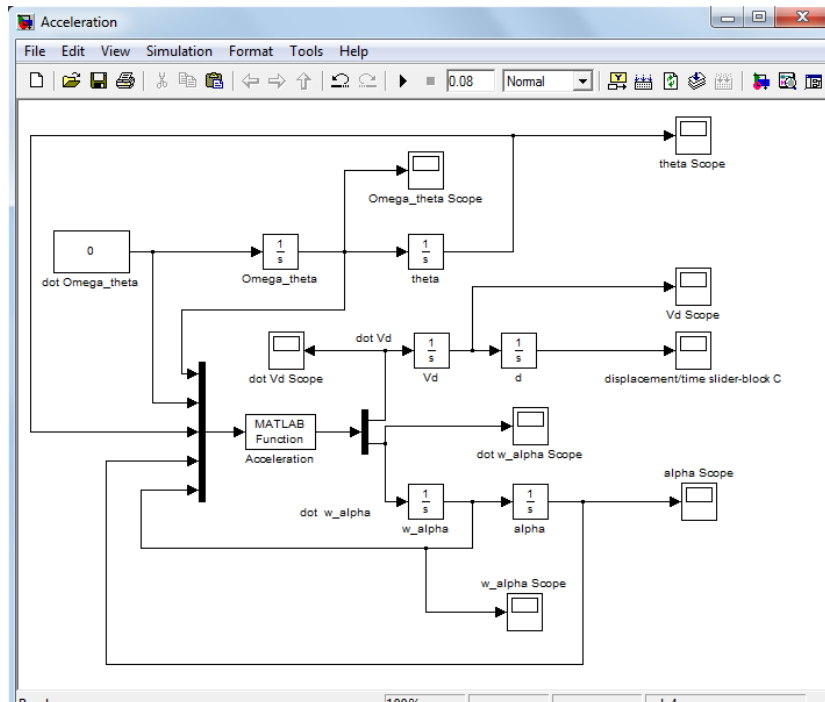 Acceleration
File Edit View Simulation Format Tools Help
0.08 Normal
theta Scope
Omega_theta Scope
0
dot Omega_theta
1
s
Omega_theta
1
s
theta
Vd Scope
dot Vd
dot Vd Scope
1
s
Vd
1
s
d
displacement/time slider-block C
MATLAB
Function
Acceleration
dot w_alpha Scope
alpha Scope
dot w_alpha
1
s
w_alpha
1
s
alpha
w_alpha Scope
100%